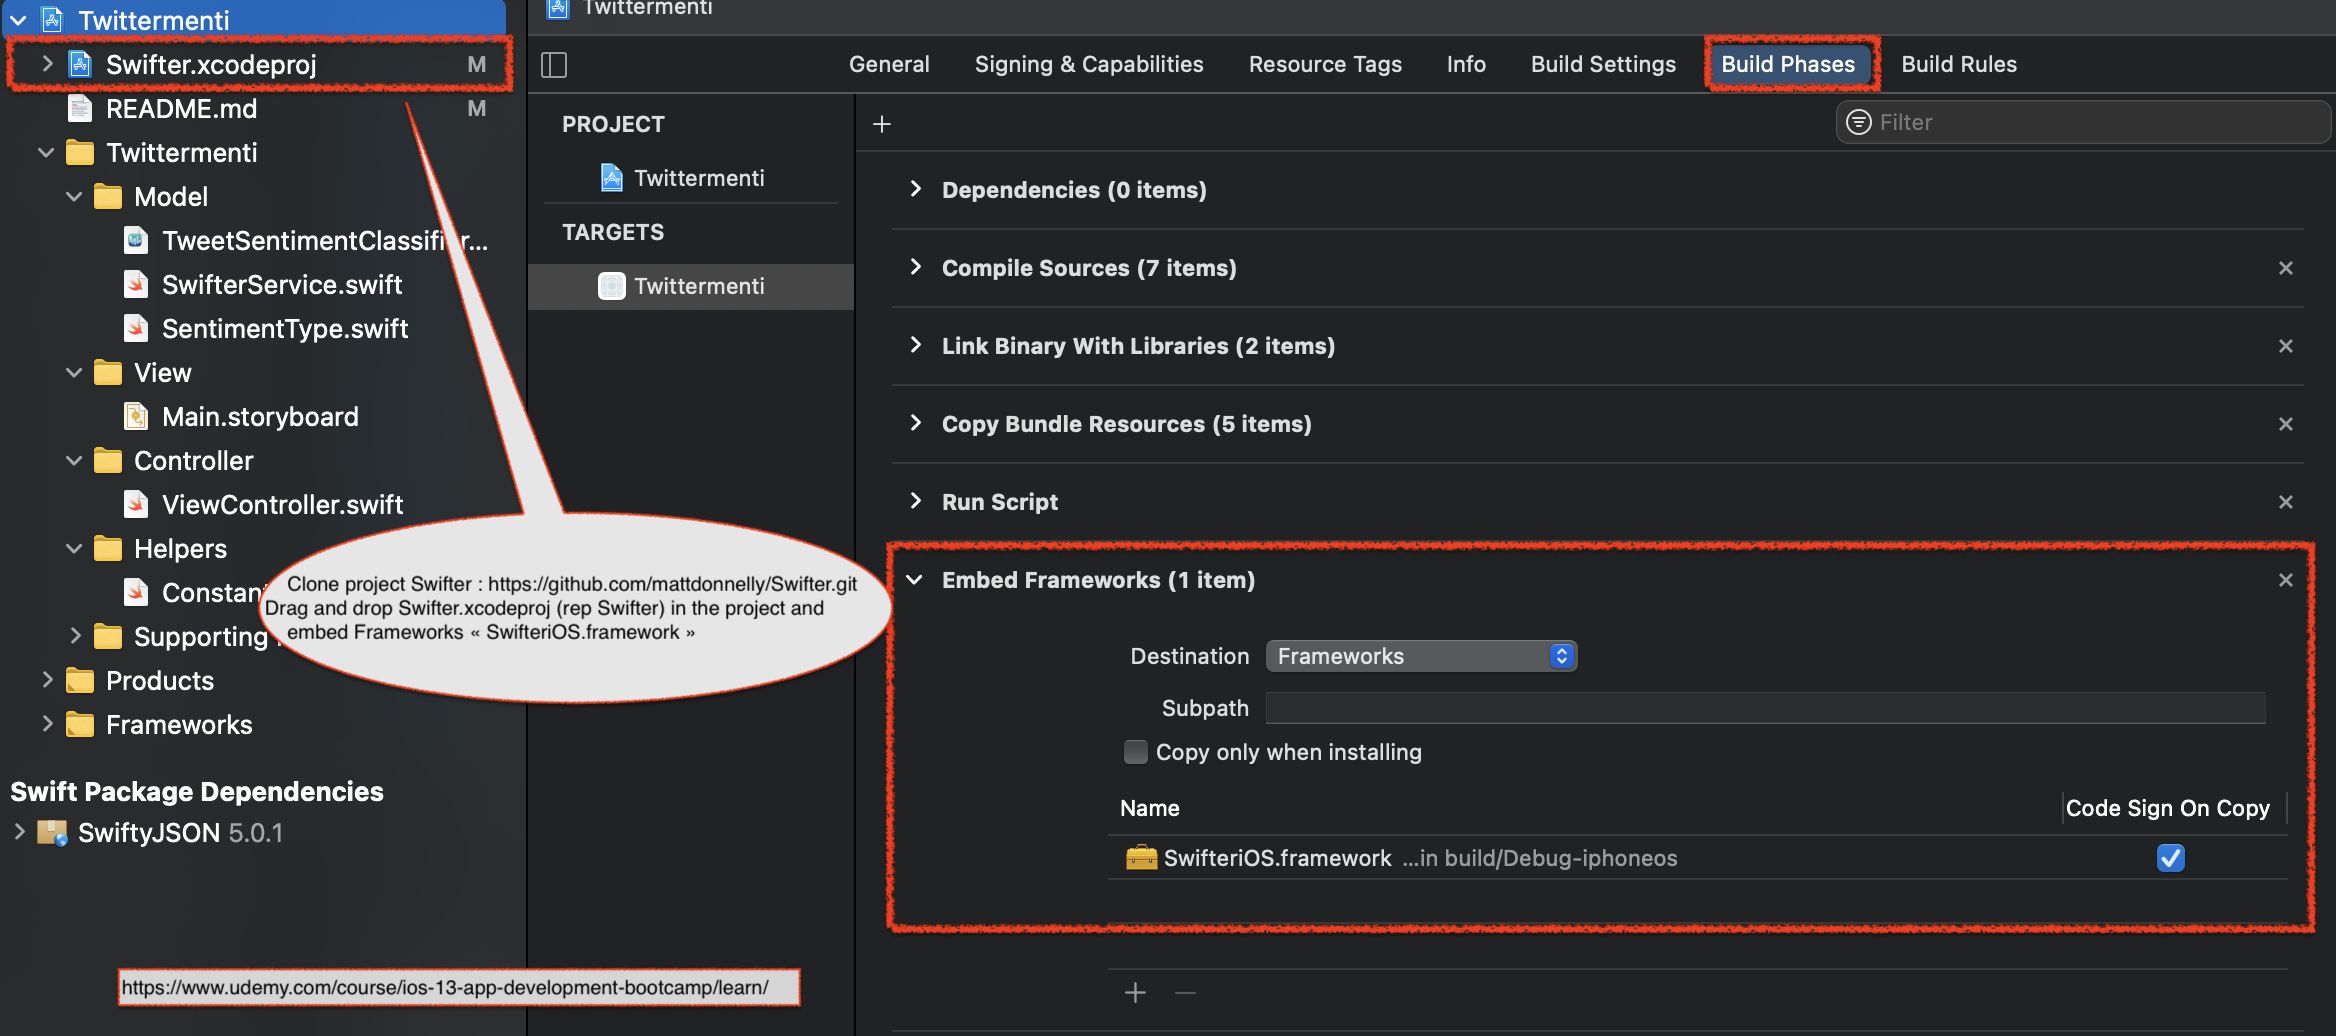 Twittermenti
Swifter.xcodeproj M
README.md M
Twittermenti
Model
TweetSentimentClassifier...
SwifterService.swift
SentimentType.swift
View
Main.storyboard
Controller
ViewController.swift
Helpers
Supporting
Products
Frameworks
Swift Package Dependencies
SwiftyJSON 5.0.1
Clone project Swifter : https://github.com/mattdonnelly/Swifter.git
Drag and drop Swifter.xcodeproj (rep Swifter) in the project and
embed Frameworks « SwifteriOS.framework »
https://www.udemy.com/course/ios-13-app-development-bootcamp/learn/
Twittermenti
General Signing & Capabilities Resource Tags Info Build Settings Build Phases Build Rules
PROJECT
Twittermenti
TARGETS
Twittermenti
+ Filter
Dependencies (0 items)
Compile Sources (7 items)
Link Binary With Libraries (2 items)
Copy Bundle Resources (5 items)
Run Script
Embed Frameworks (1 item)
Destination Frameworks
Subpath
Copy only when installing
Name Code Sign On Copy
SwifteriOS.framework ...in build/Debug-iphoneos
+ −